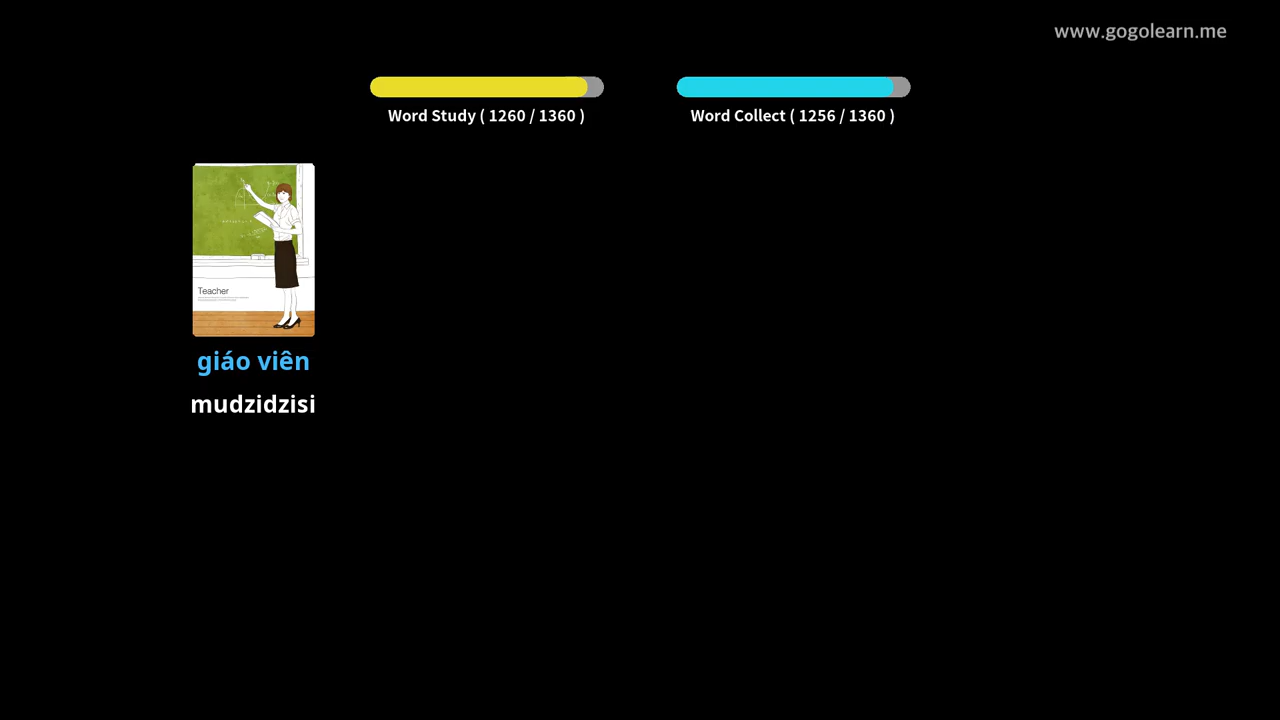 www.gogolearn.me
Word Study ( 1260 / 1360 )
Word Collect ( 1256 / 1360 )
Teacher
giáo viên
mudzidzisi